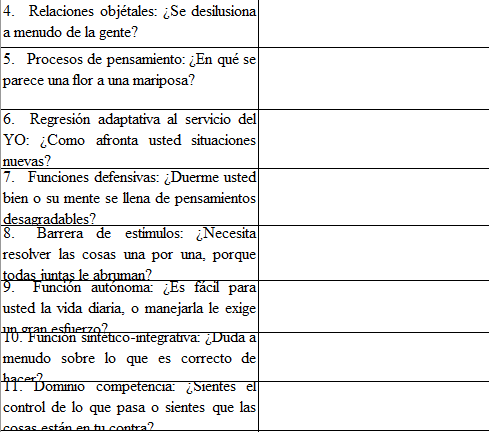 4. Relaciones objétales: ¿Se desilusiona
a menudo de la gente?
5. Procesos de pensamiento: ¿En qué se
parece una flor a una mariposa?
6. Regresión adaptativa al servicio del
YO: ¿Como afronta usted situaciones
nuevas?
7. Funciones defensivas: ¿Duerme usted
bien o su mente se llena de pensamientos
desagradables?
8. Barrera de estímulos: ¿Necesita
resolver las cosas una por una, porque
todas juntas le abruman?
9. Función autónoma: ¿Es fácil para
usted la vida diaria, o manejarla le exige
un gran esfuerzo?
10. Función sintético-integrativa: ¿Duda a
menudo sobre lo que es correcto de
hacer?
11. Dominio competencia: ¿Sientes el
control de lo que pasa o sientes que las
cosas están en tu contra?